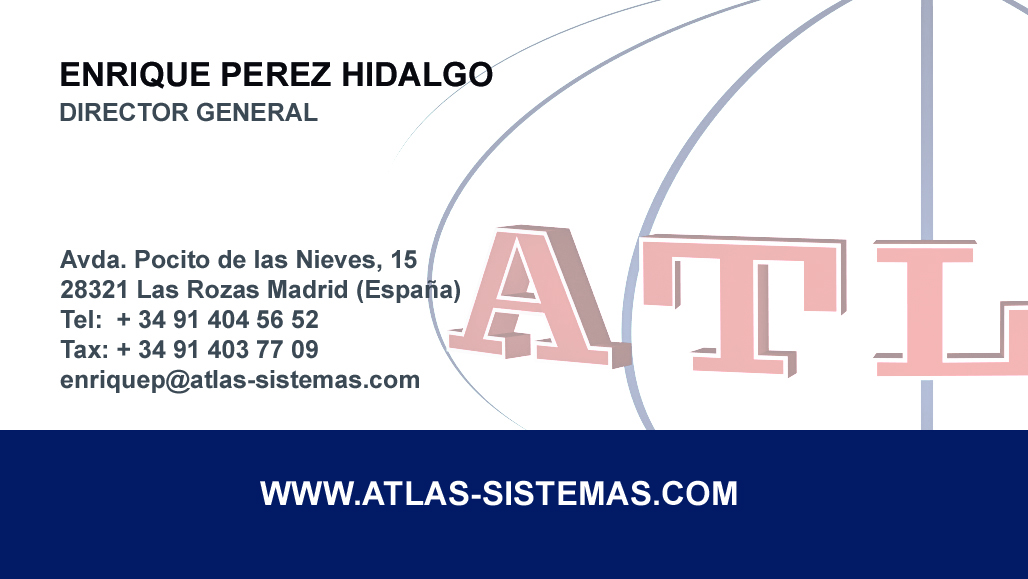 ENRIQUE PEREZ HIDALGO
DIRECTOR GENERAL
Avda. Pocito de las Nieves, 15
28321 Las Rozas Madrid (España)
Tel:  + 34 91 404 56 52
Tax: + 34 91 403 77 09
enriquep@atlas-sistemas.com
ATL
WWW.ATLAS-SISTEMAS.COM